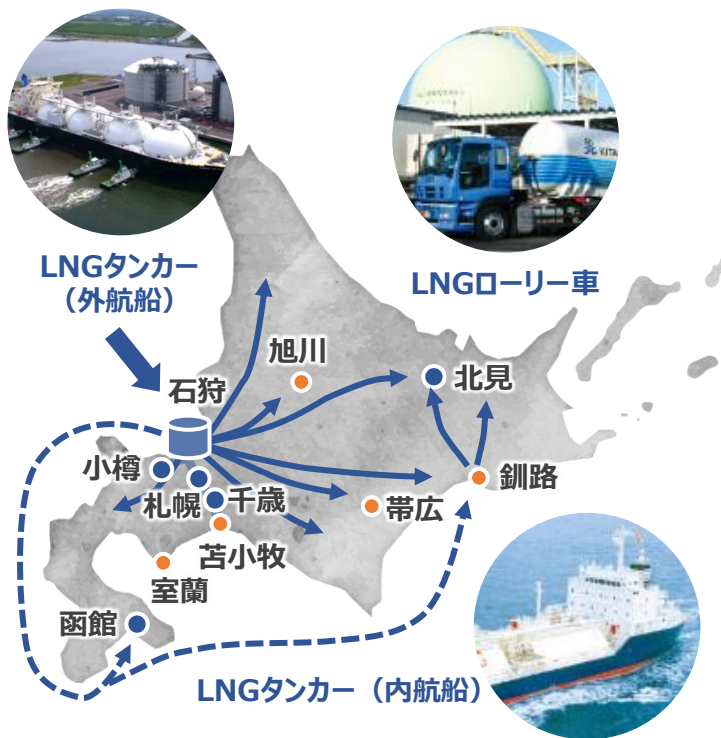 LNGタンカー
（外航船）
LNGローリー車
旭川
北見
石狩
小樽
札幌
千歳
釧路
帯広
苫小牧
室蘭
函館
LNGタンカー（内航船）